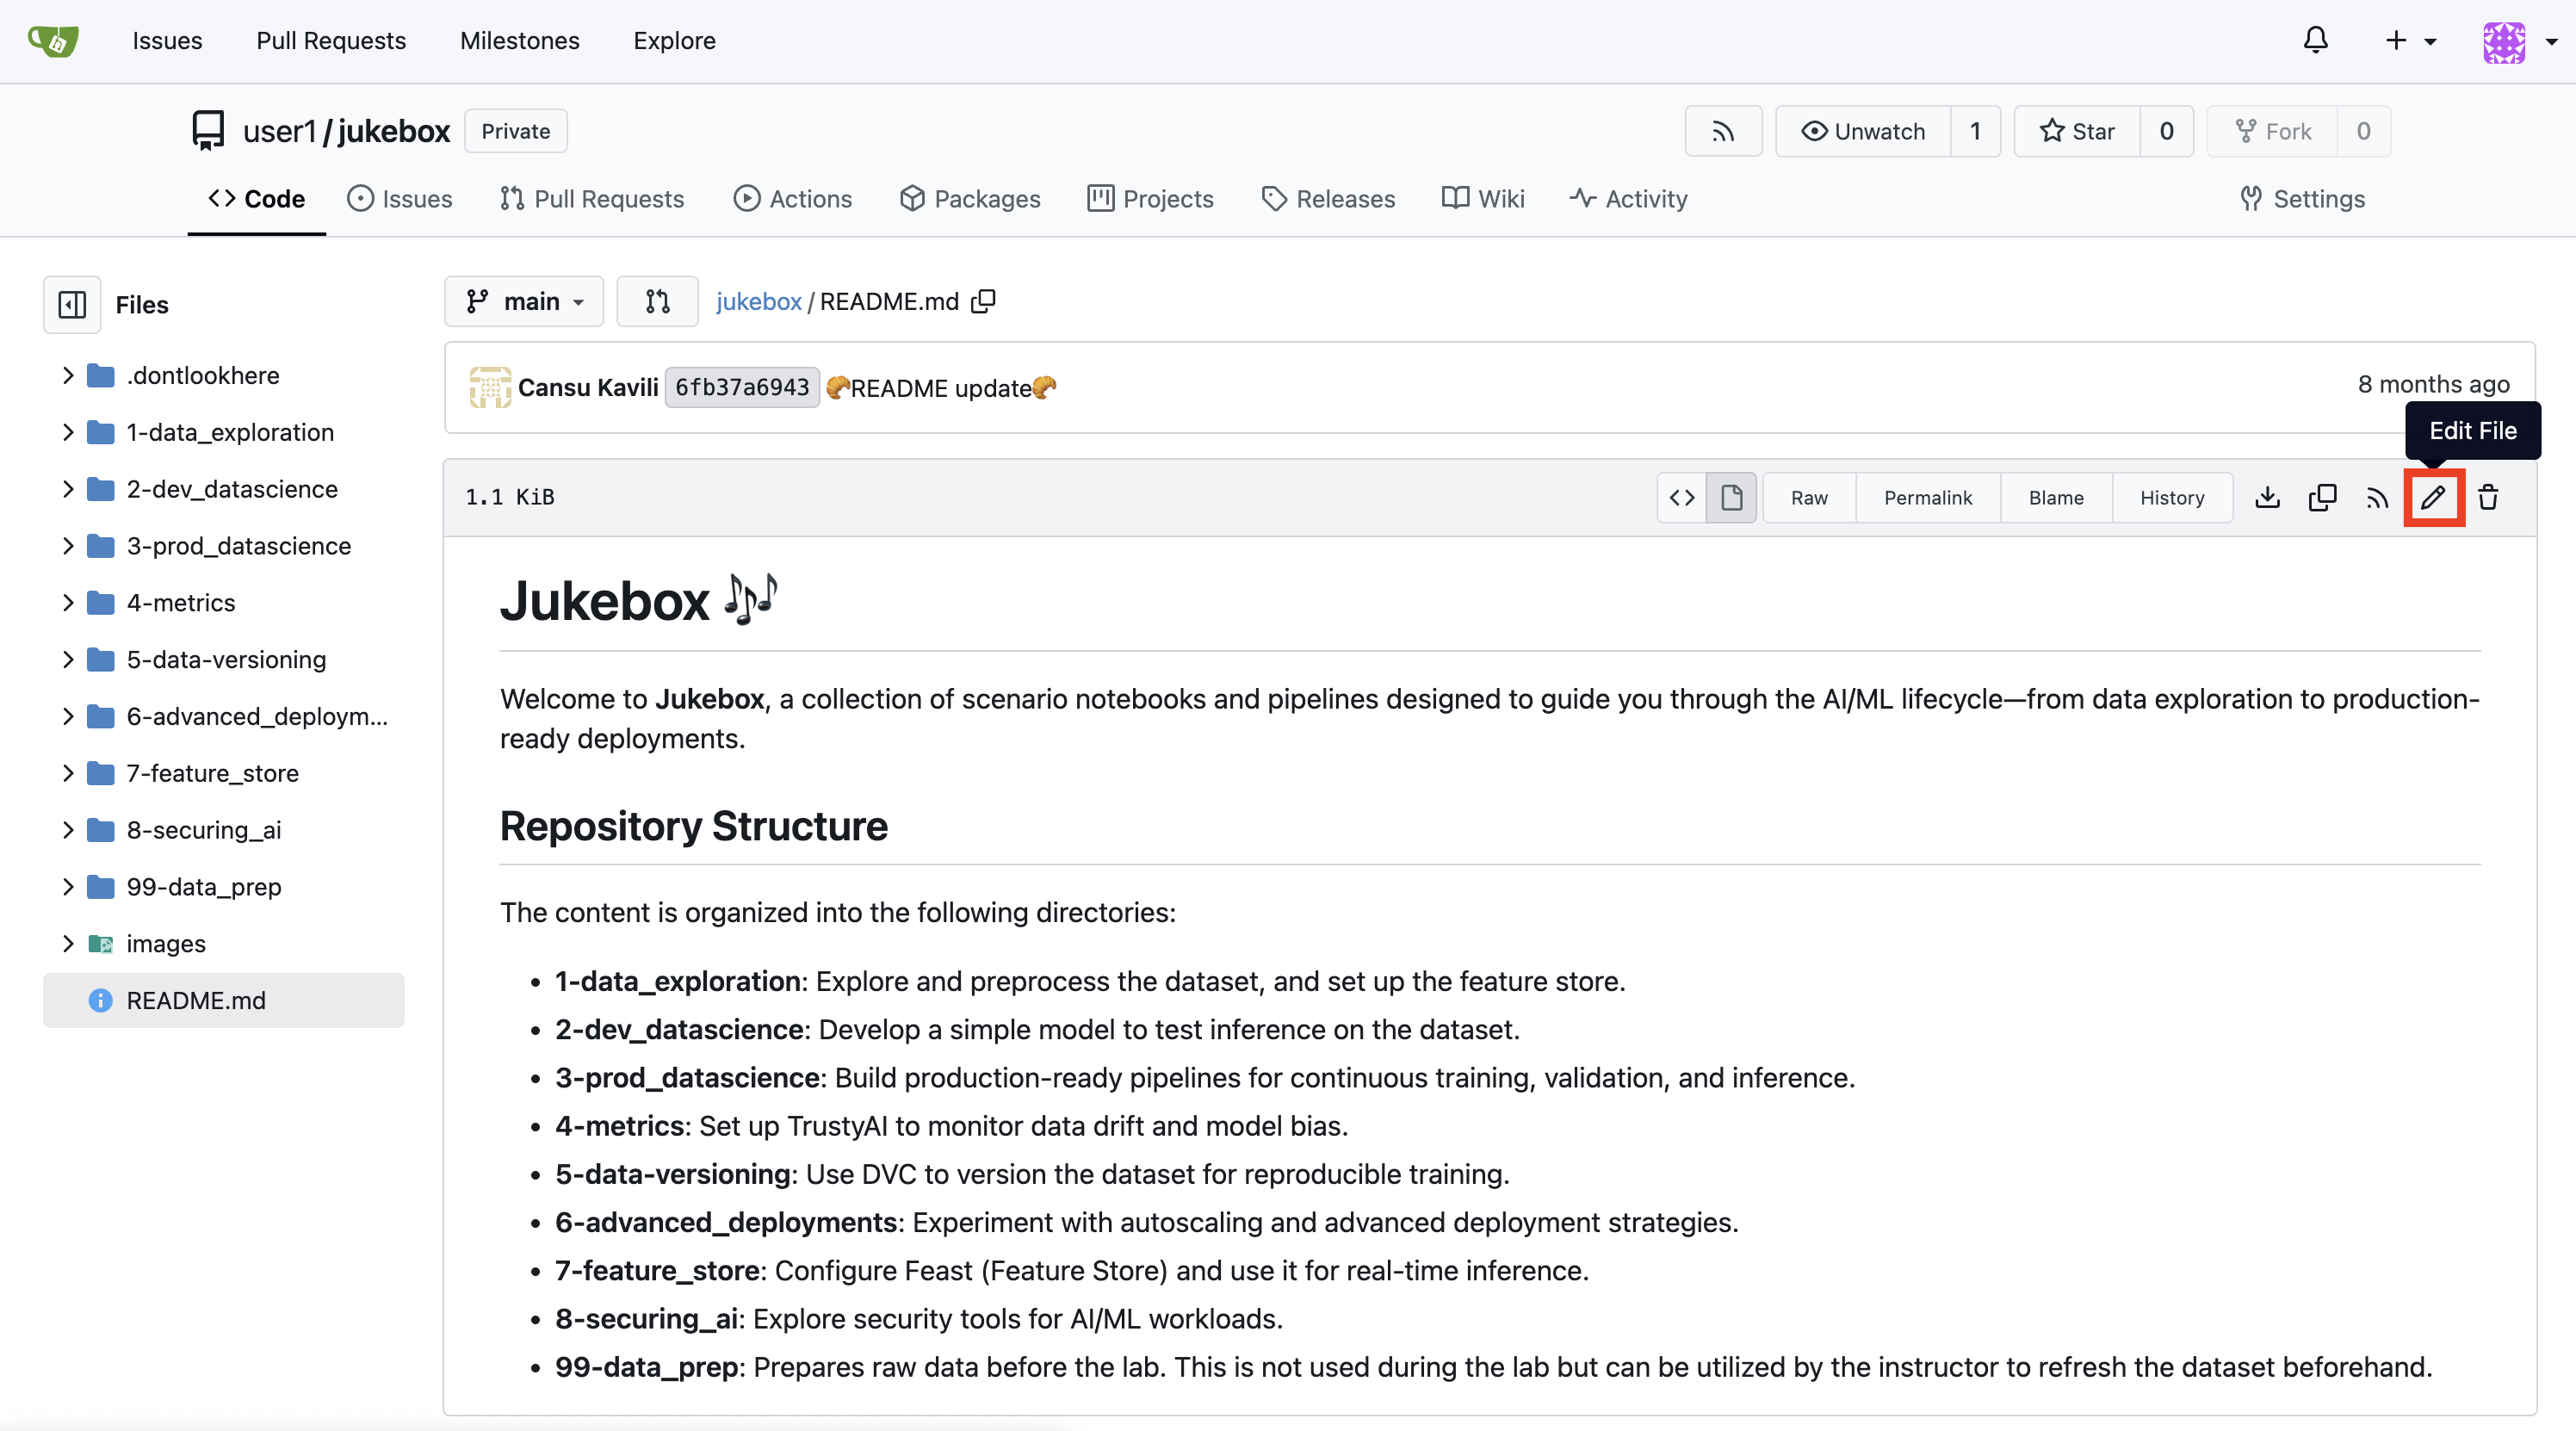 Issues Pull Requests Milestones Explore
user1 / jukebox Private Unwatch 1 Star 0 Fork 0
Code Issues Pull Requests Actions Packages Projects Releases Wiki Activity Settings
Files
.dontlookhere
1-data_exploration
2-dev_datascience
3-prod_datascience
4-metrics
5-data-versioning
6-advanced_deploym...
7-feature_store
8-securing_ai
99-data_prep
images
README.md
main jukebox / README.md
Cansu Kavili 6fb37a6943 🥐README update🥐 8 months ago
Edit File
1.1 KiB Raw Permalink Blame History
Jukebox 🎶
Welcome to Jukebox, a collection of scenario notebooks and pipelines designed to guide you through the AI/ML lifecycle—from data exploration to production-
ready deployments.
Repository Structure
The content is organized into the following directories:
• 1-data_exploration: Explore and preprocess the dataset, and set up the feature store.
• 2-dev_datascience: Develop a simple model to test inference on the dataset.
• 3-prod_datascience: Build production-ready pipelines for continuous training, validation, and inference.
• 4-metrics: Set up TrustyAI to monitor data drift and model bias.
• 5-data-versioning: Use DVC to version the dataset for reproducible training.
• 6-advanced_deployments: Experiment with autoscaling and advanced deployment strategies.
• 7-feature_store: Configure Feast (Feature Store) and use it for real-time inference.
• 8-securing_ai: Explore security tools for AI/ML workloads.
• 99-data_prep: Prepares raw data before the lab. This is not used during the lab but can be utilized by the instructor to refresh the dataset beforehand.